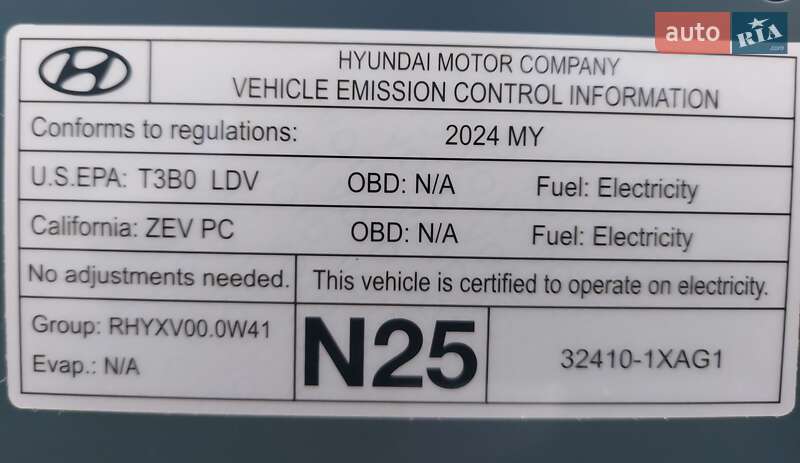 auto RIA.com
HYUNDAI MOTOR COMPANY
VEHICLE EMISSION CONTROL INFORMATION
Conforms to regulations: 2024 MY
U.S.EPA: T3B0 LDV OBD: N/A Fuel: Electricity
California: ZEV PC OBD: N/A Fuel: Electricity
No adjustments needed. This vehicle is certified to operate on electricity.
Group: RHYXV00.0W41
Evap.: N/A
N25
32410-1XAG1